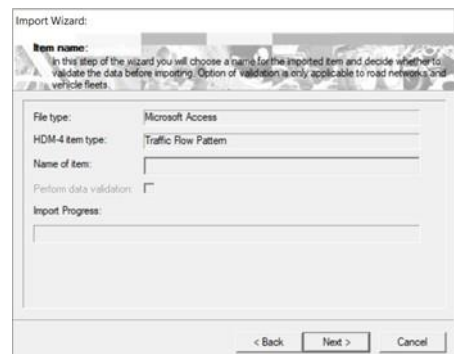 Import Wizard:
Item name:
In this step of the wizard you will choose a name for the imported item and decide whether to
validate the data before importing. Option of validation is only applicable to road networks and
vehicle fleets.
File type: Microsoft Access
HDM-4 item type: Traffic Flow Pattern
Name of item:
Perform data validation:
Import Progress:
< Back Next > Cancel